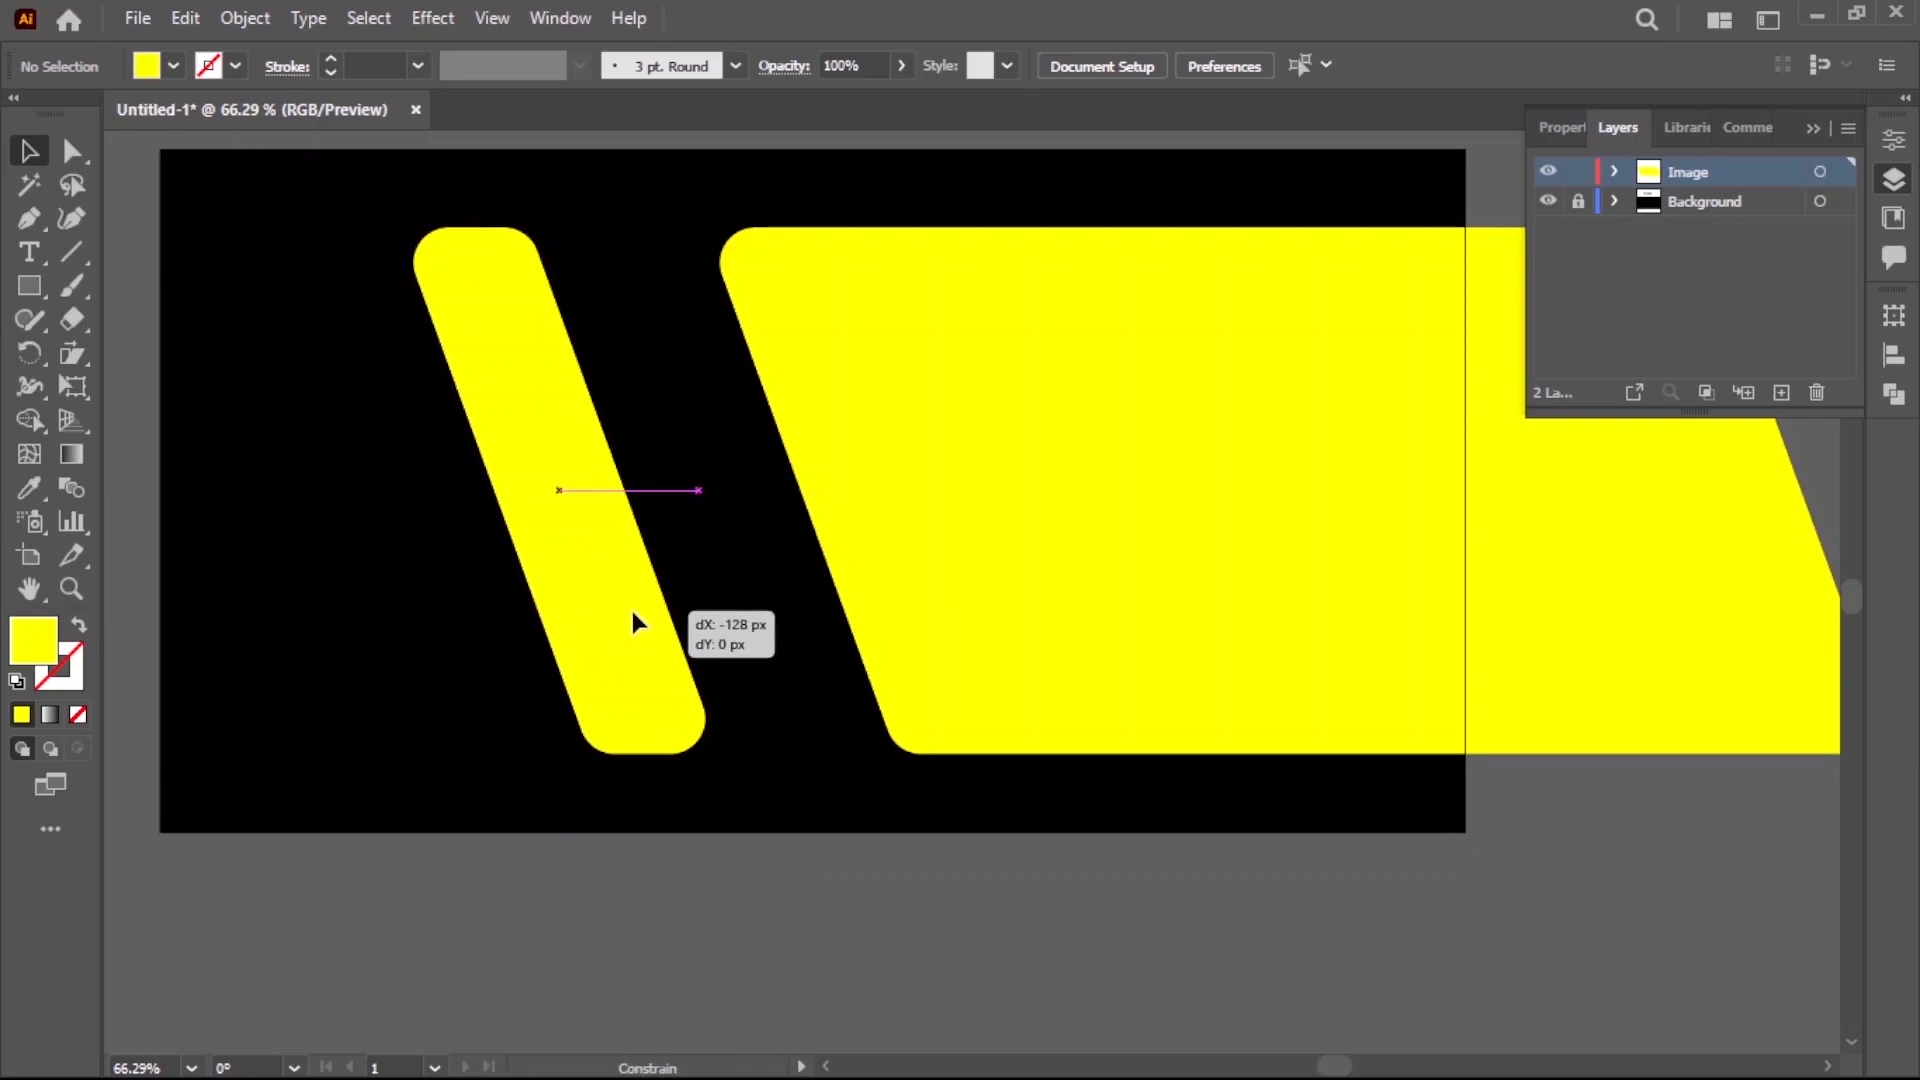 Ai File Edit Object Type Select Effect View Window Help
No Selection Stroke: 3 pt. Round Opacity: 100% Style: Document Setup Preferences
Untitled-1* @ 66.29 % (RGB/Preview) ×
Propert Layers Librarie Comme
Image
Background
2 La...
dX: -128 px
dY: 0 px
66.29% 0° 1 Constrain